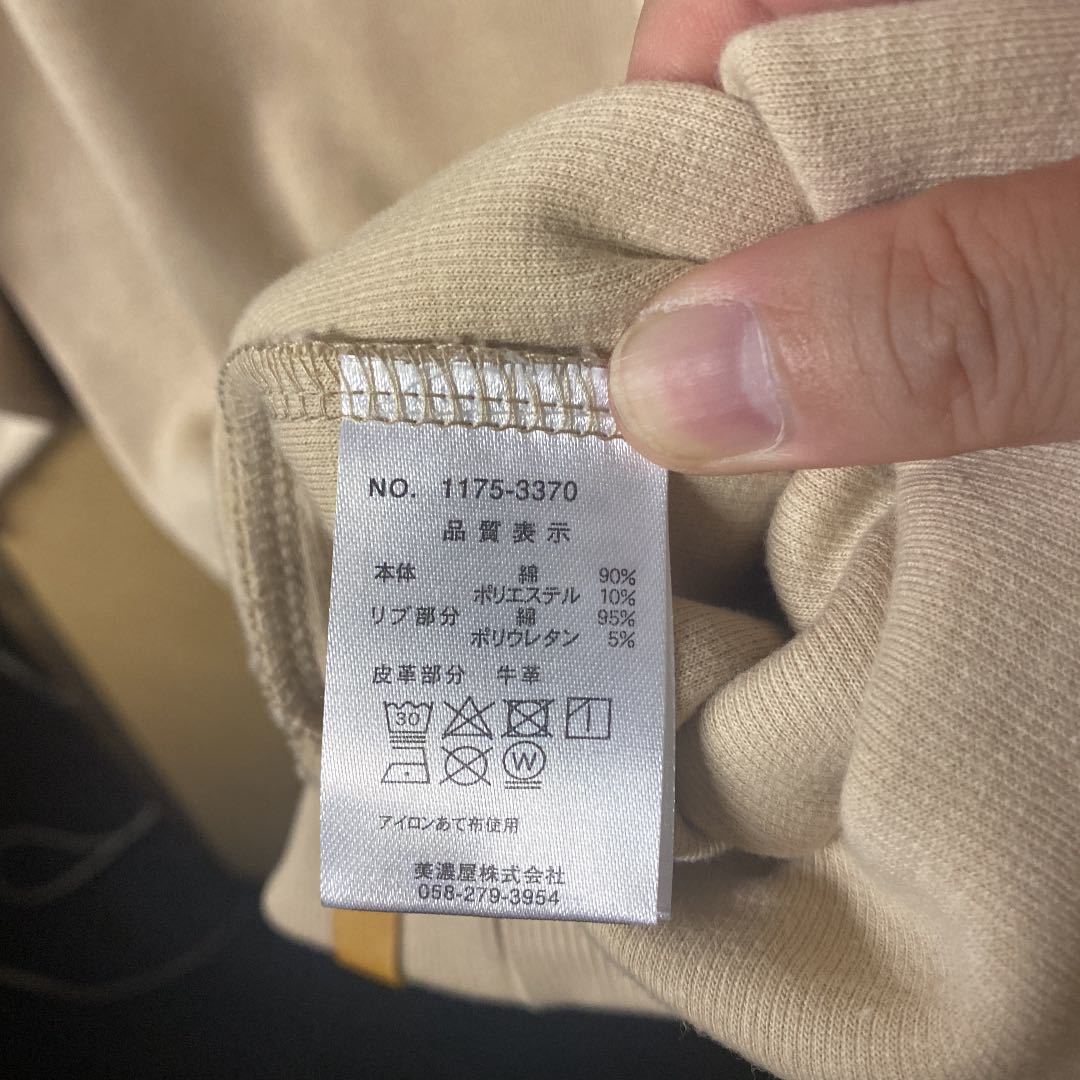 NO. 1175-3370
品質表示
本体 綿 90%
ポリエステル 10%
リブ部分 綿 95%
ポリウレタン 5%
皮革部分 牛革
30
W
アイロンあて布使用
美濃屋株式会社
058-279-3954